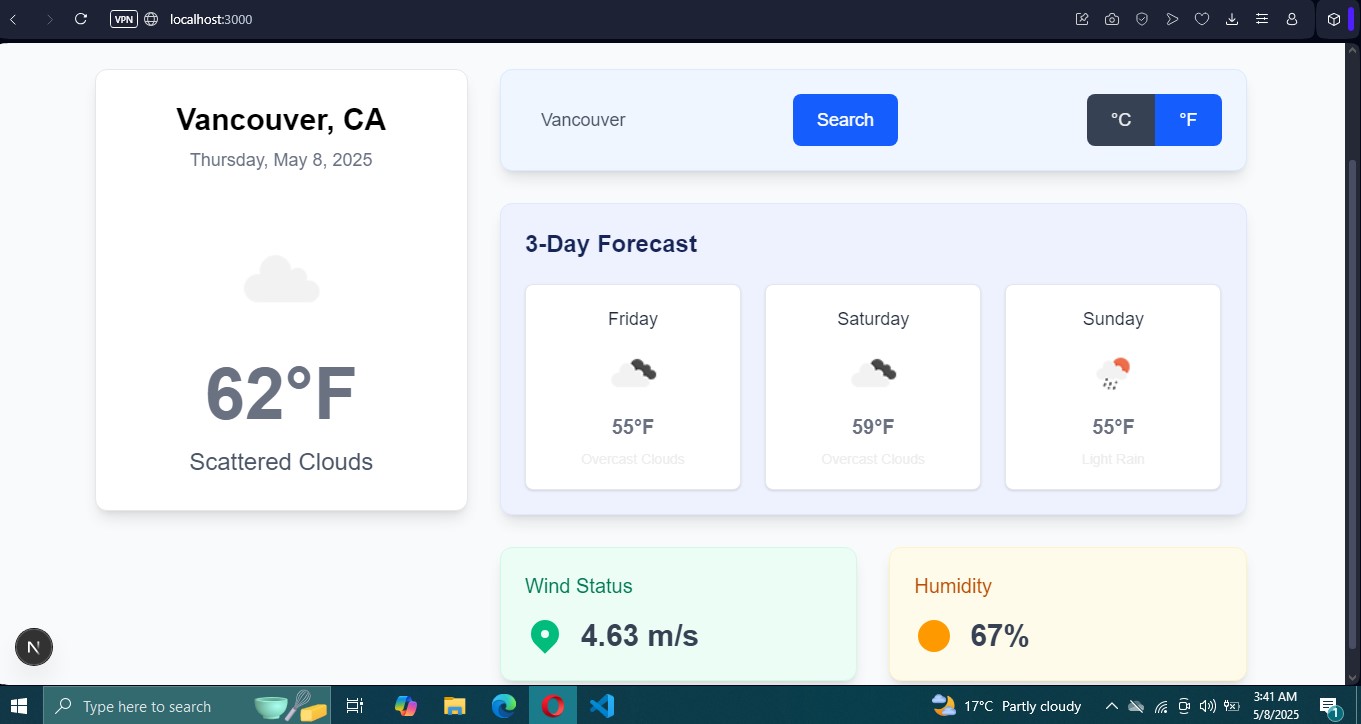 VPN
localhost:3000
Vancouver, CA
Thursday, May 8, 2025
62°F
Scattered Clouds
Vancouver
Search
°C
°F
3-Day Forecast
Friday
55°F
Overcast Clouds
Saturday
59°F
Overcast Clouds
Sunday
55°F
Light Rain
Wind Status
4.63 m/s
Humidity
67%
N
Type here to search
17°C Partly cloudy
3:41 AM
5/8/2025
1